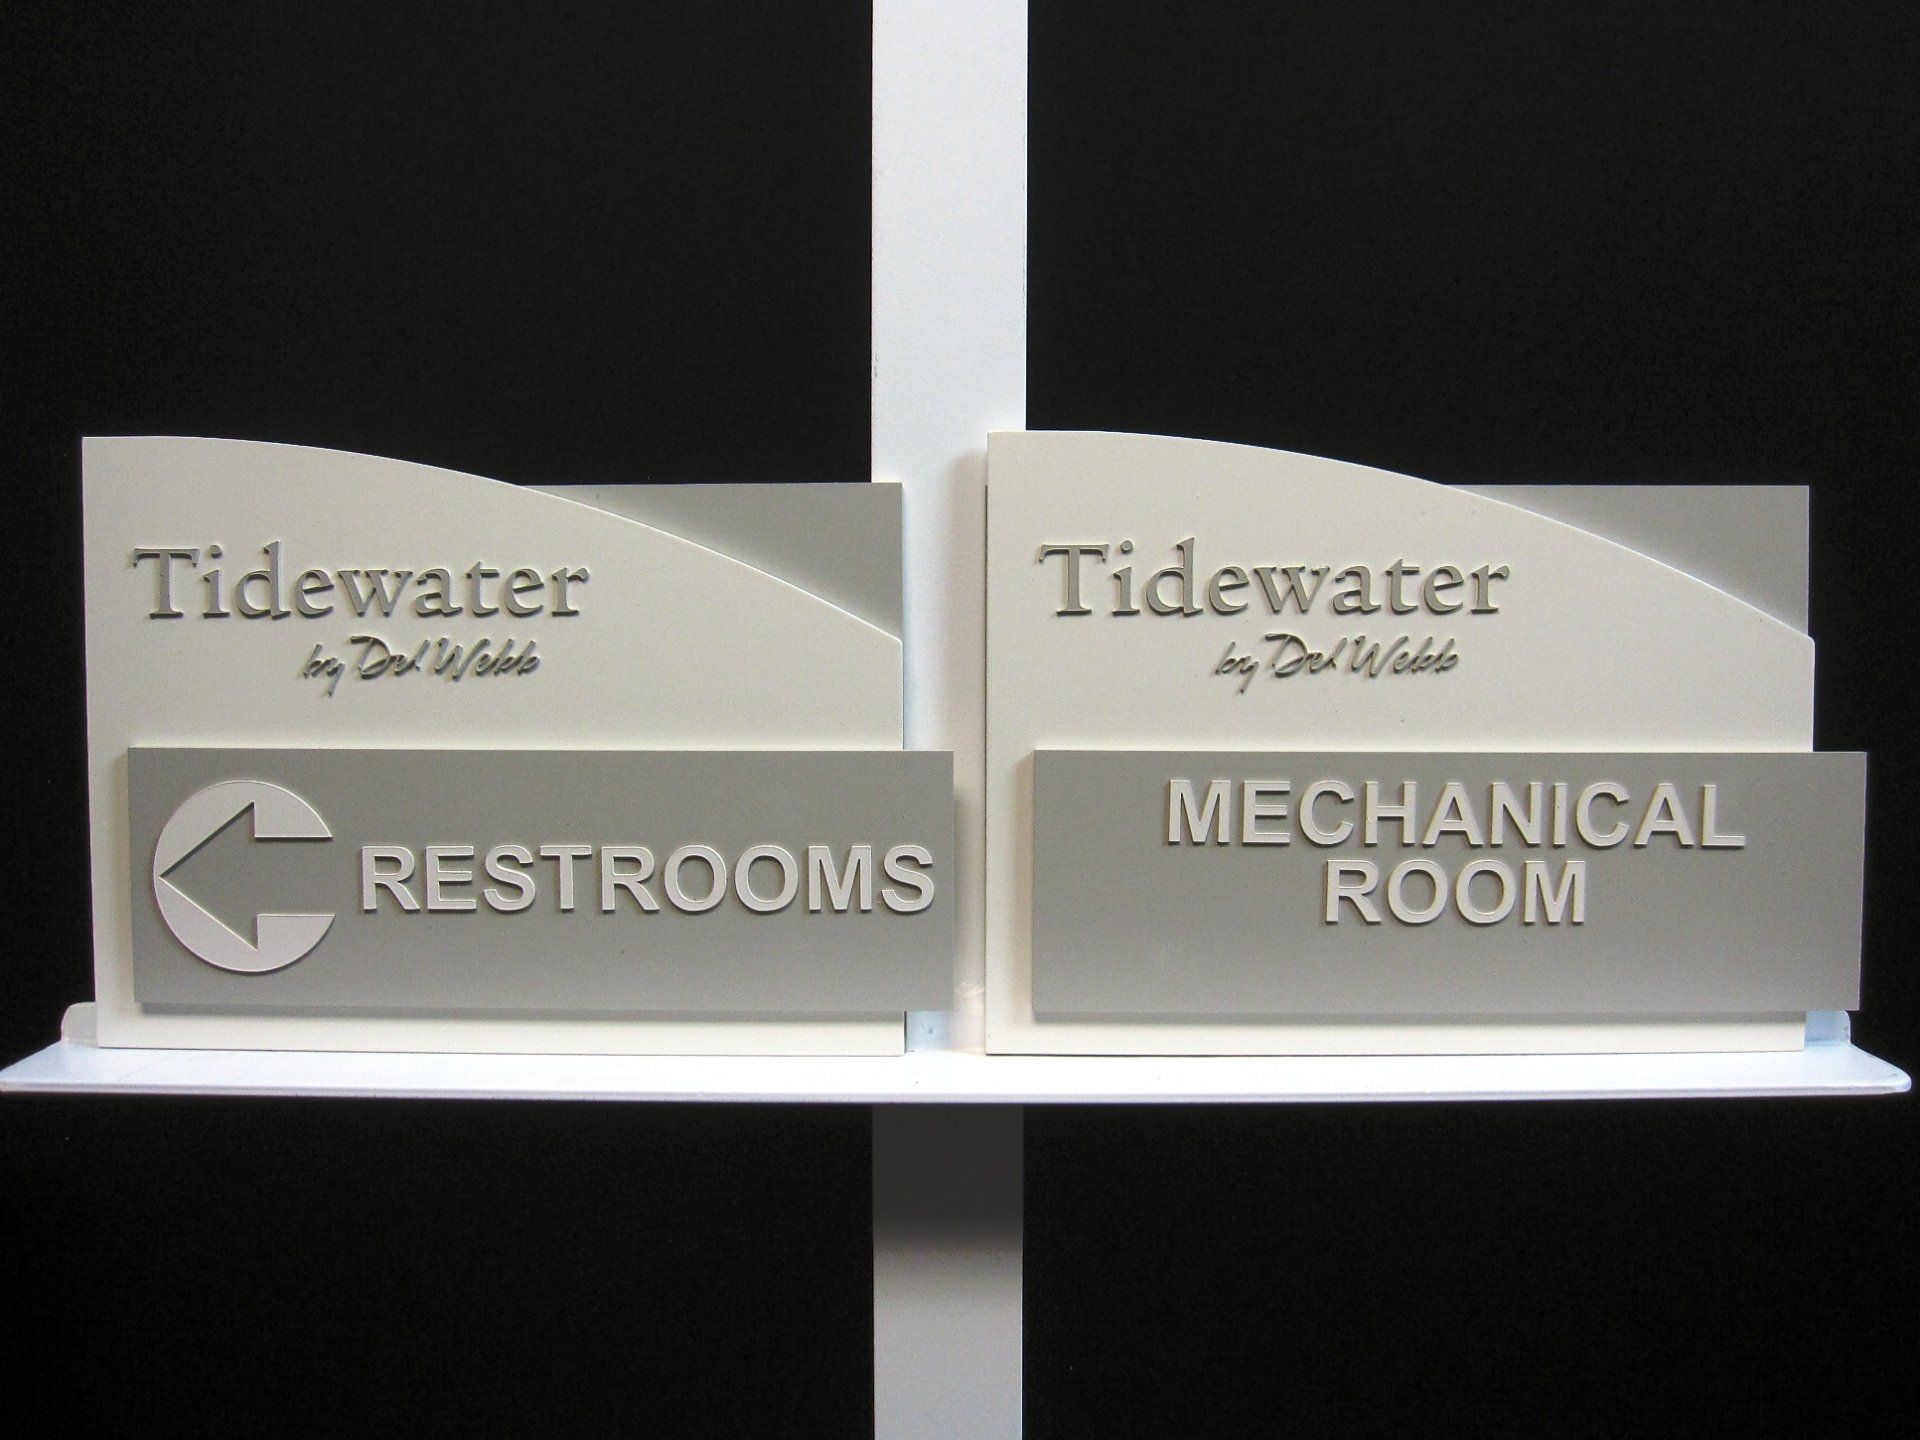 Tidewater
by Del Webb
RESTROOMS
Tidewater
by Del Webb
MECHANICAL
ROOM